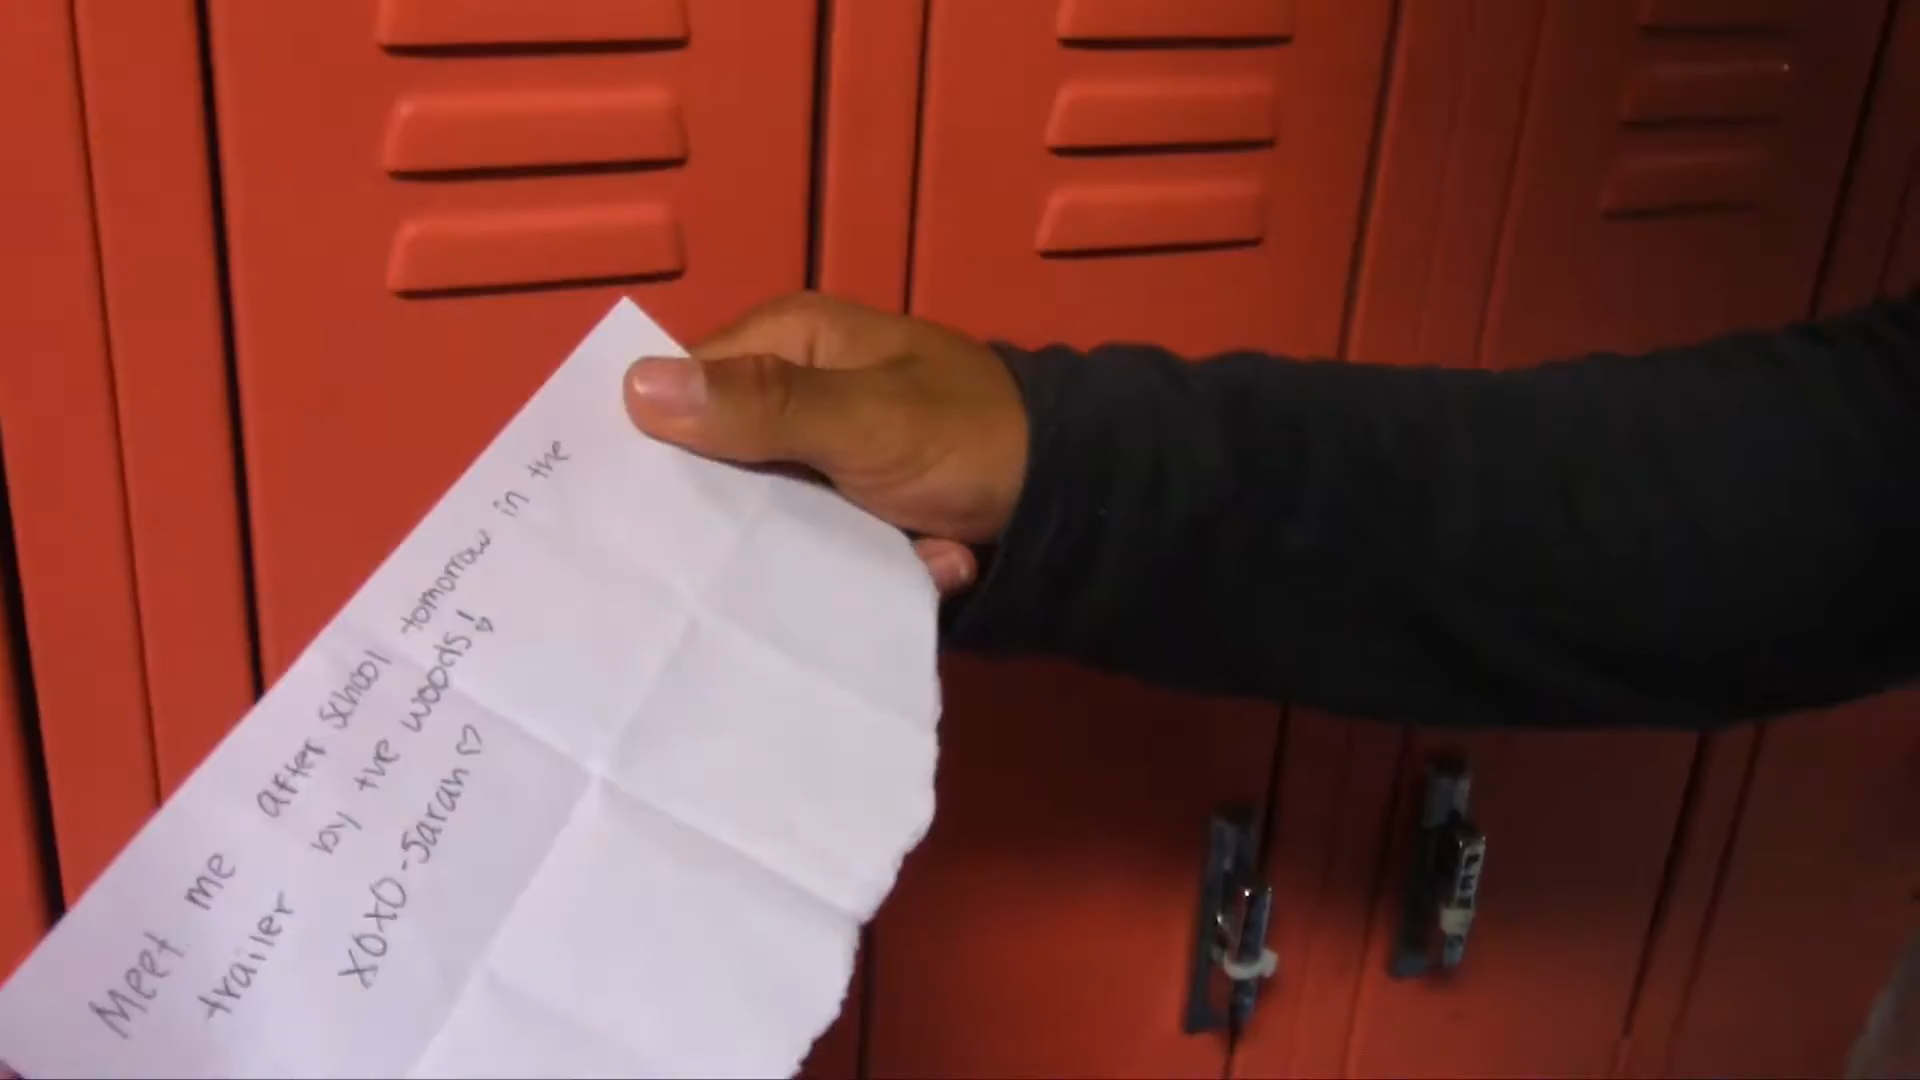 Meet me after school tomorrow in the
trailer by the woods!
XOXO-Sarah♡